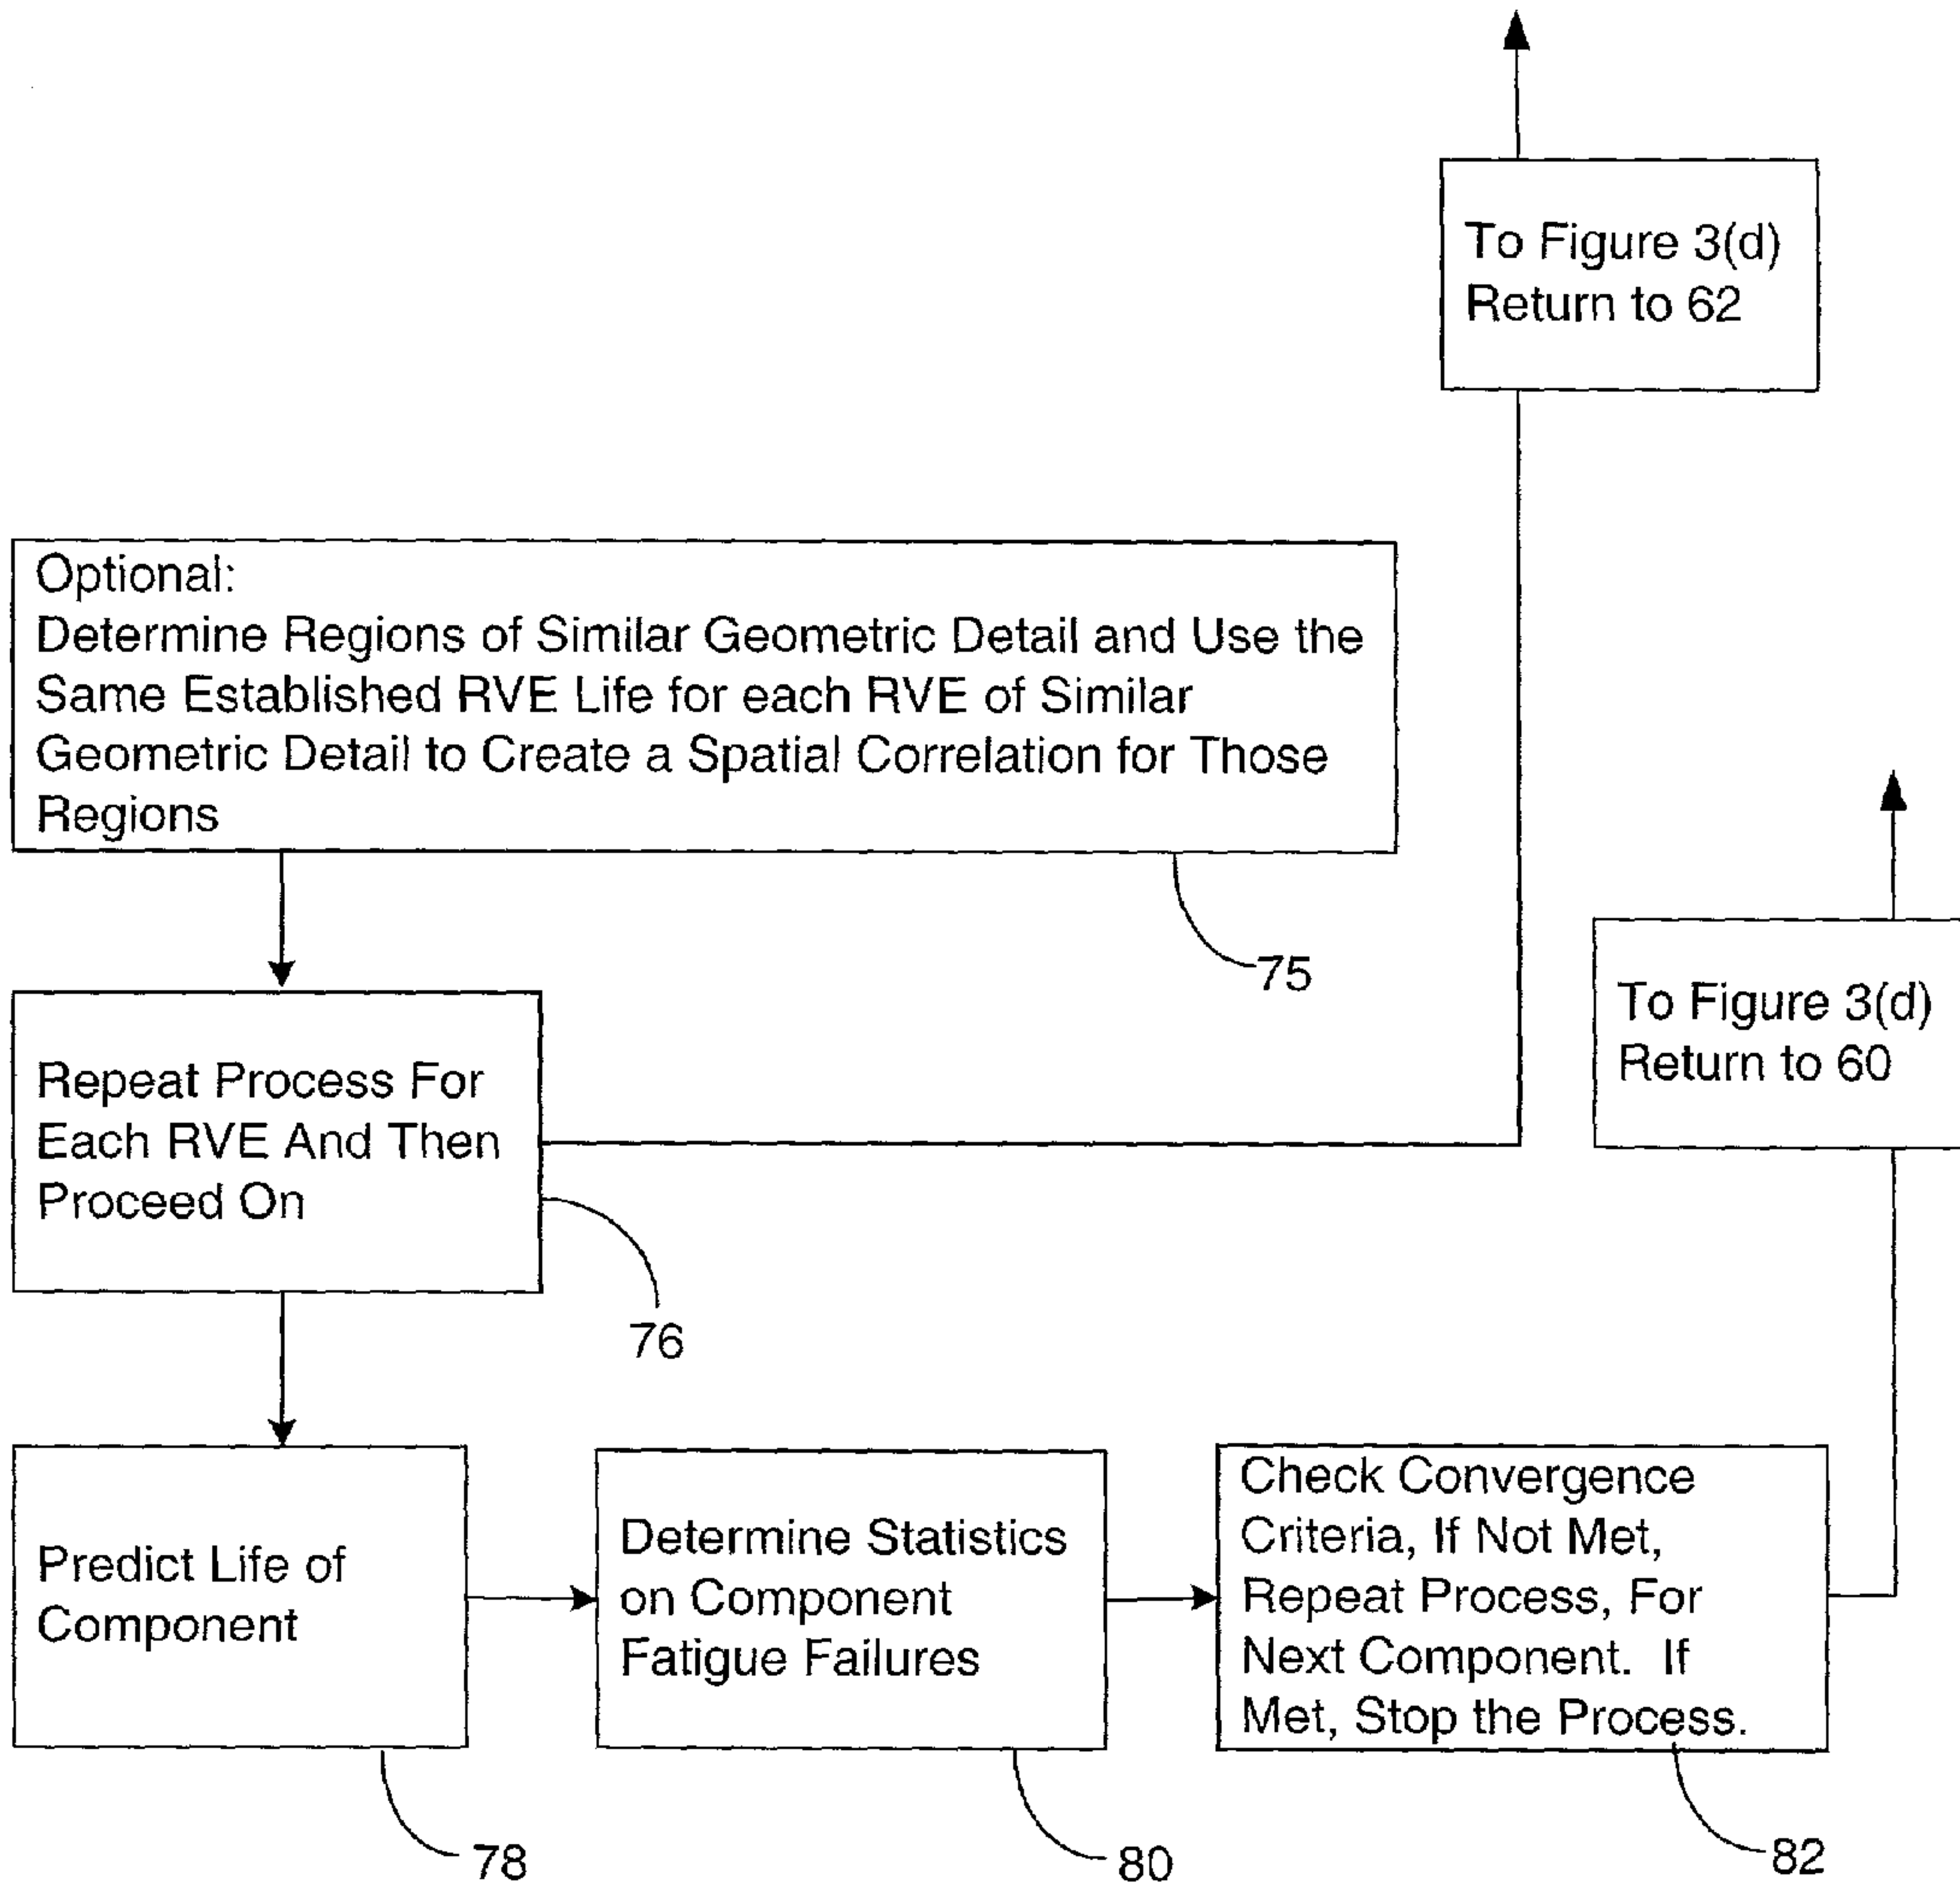 To Figure 3(d)
Return to 62
Optional:
Determine Regions of Similar Geometric Detail and Use the
Same Established RVE Life for each RVE of Similar
Geometric Detail to Create a Spatial Correlation for Those
Regions
75
To Figure 3(d)
Return to 60
Repeat Process For
Each RVE And Then
Proceed On
76
Predict Life of
Component
78
Determine Statistics
on Component
Fatigue Failures
80
Check Convergence
Criteria, If Not Met,
Repeat Process, For
Next Component. If
Met, Stop the Process.
82